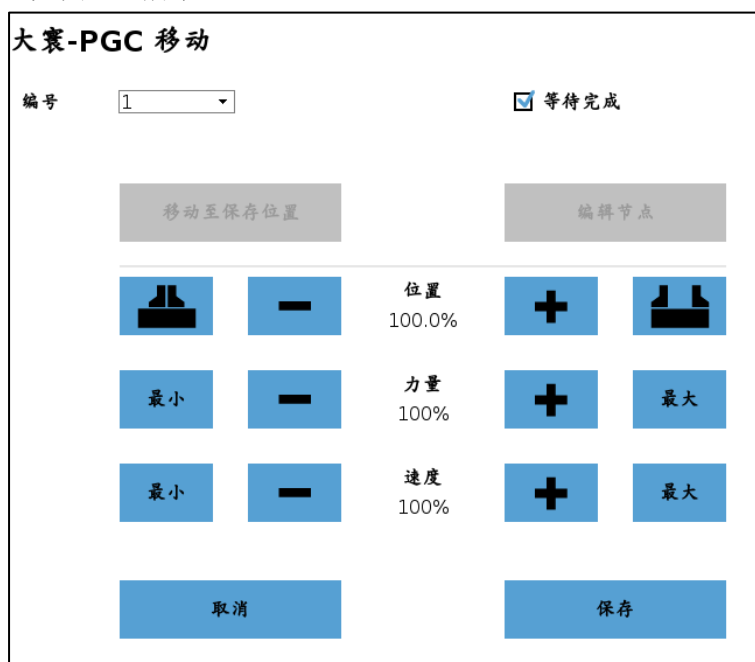 大寰-PGC 移动
编号 1 等待完成
移动至保存位置 编辑节点
位置
100.0%
最小 力量 最大
100%
最小 速度 最大
100%
取消 保存